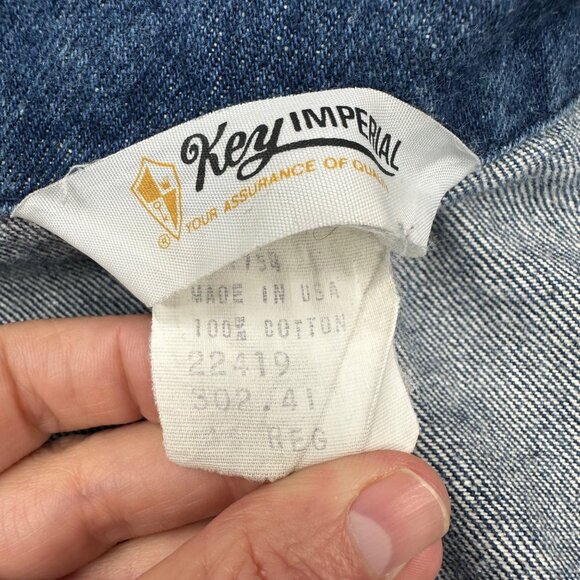 Key IMPERIAL
® YOUR ASSURANCE OF QUALITY
MADE IN USA
100% COTTON
22419
302.41
REG